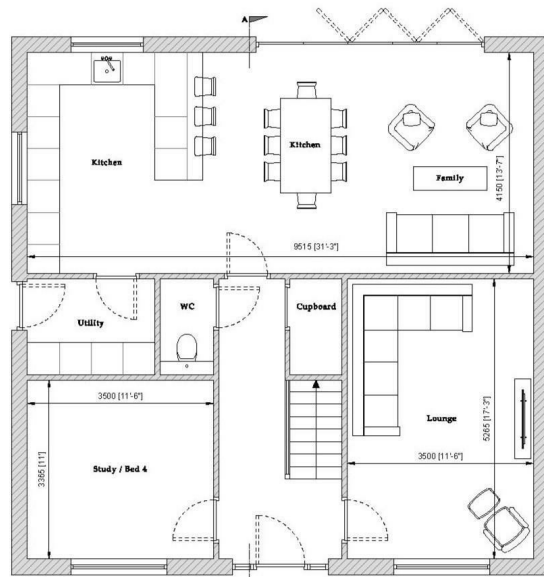 A
Kitchen
Kitchen
Family
4150 [13'-7"]
9515 [31'-3"]
WC
Cupboard
Utility
3500 [11'-6"]
Lounge
5265 [17'-3"]
3500 [11'-6"]
3365 [11']
Study / Bed 4